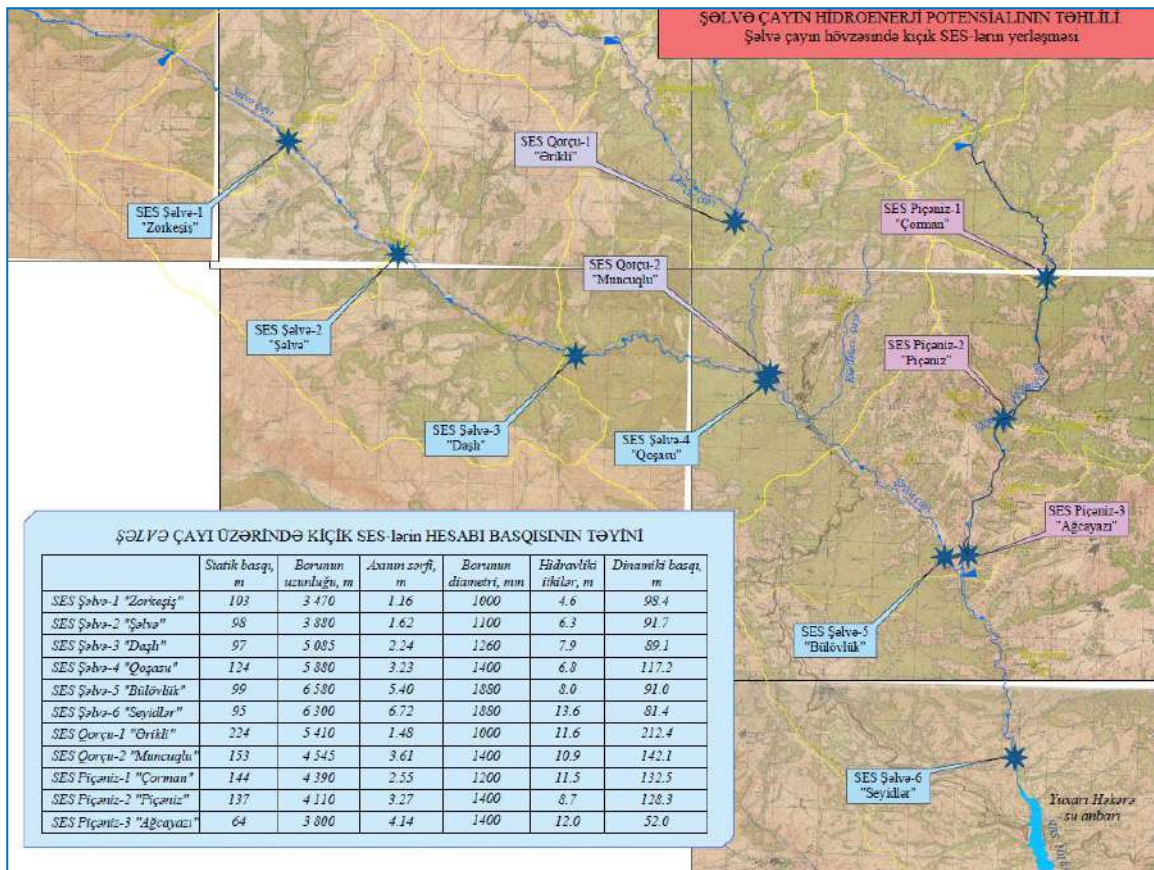 ŞƏLVƏ ÇAYIN HİDROENERJİ POTENSİALININ TƏHLİLİ
Şəlvə çayın hövzəsində kiçik SES-lərin yerləşməsi
Şəlvə çayı
SES Qorçu-1
"Ərikli"
SES Şəlvə-1
"Zorkeşiş"
SES Piçəniz-1
"Çorman"
SES Qorçu-2
"Muncuqlu"
SES Şəlvə-2
"Şəlvə"
SES Piçəniz-2
"Piçəniz"
SES Şəlvə-3
"Daşlı"
SES Şəlvə-4
"Qoşasu"
SES Piçəniz-3
"Ağcayazı"
SES Şəlvə-5
"Bülövlük"
SES Şəlvə-6
"Seyidlər"
Yuxarı Həkərə
su anbarı
ŞƏLVƏ ÇAYI ÜZƏRİNDƏ KİÇİK SES-lərin HESABI BASQISININ TƏYİNİ
Statik basqı, m Borunun uzunluğu, m Axının sərfi, m Borunun diametri, mm Hidravliki itkilər, m Dinamiki basqı, m
SES Şəlvə-1 "Zorkeşiş" 103 3 470 1.16 1000 4.6 98.4
SES Şəlvə-2 "Şəlvə" 98 3 880 1.62 1100 6.3 91.7
SES Şəlvə-3 "Daşlı" 97 5 085 2.24 1260 7.9 89.1
SES Şəlvə-4 "Qoşasu" 124 5 880 3.23 1400 6.8 117.2
SES Şəlvə-5 "Bülövlük" 99 6 580 5.40 1880 8.0 91.0
SES Şəlvə-6 "Seyidlər" 95 6 300 6.72 1880 13.6 81.4
SES Qorçu-1 "Ərikli" 224 5 410 1.48 1000 11.6 212.4
SES Qorçu-2 "Muncuqlu" 153 4 545 3.61 1400 10.9 142.1
SES Piçəniz-1 "Çorman" 144 4 390 2.55 1200 11.5 132.5
SES Piçəniz-2 "Piçəniz" 137 4 110 3.27 1400 8.7 128.3
SES Piçəniz-3 "Ağcayazı" 64 3 800 4.14 1400 12.0 52.0